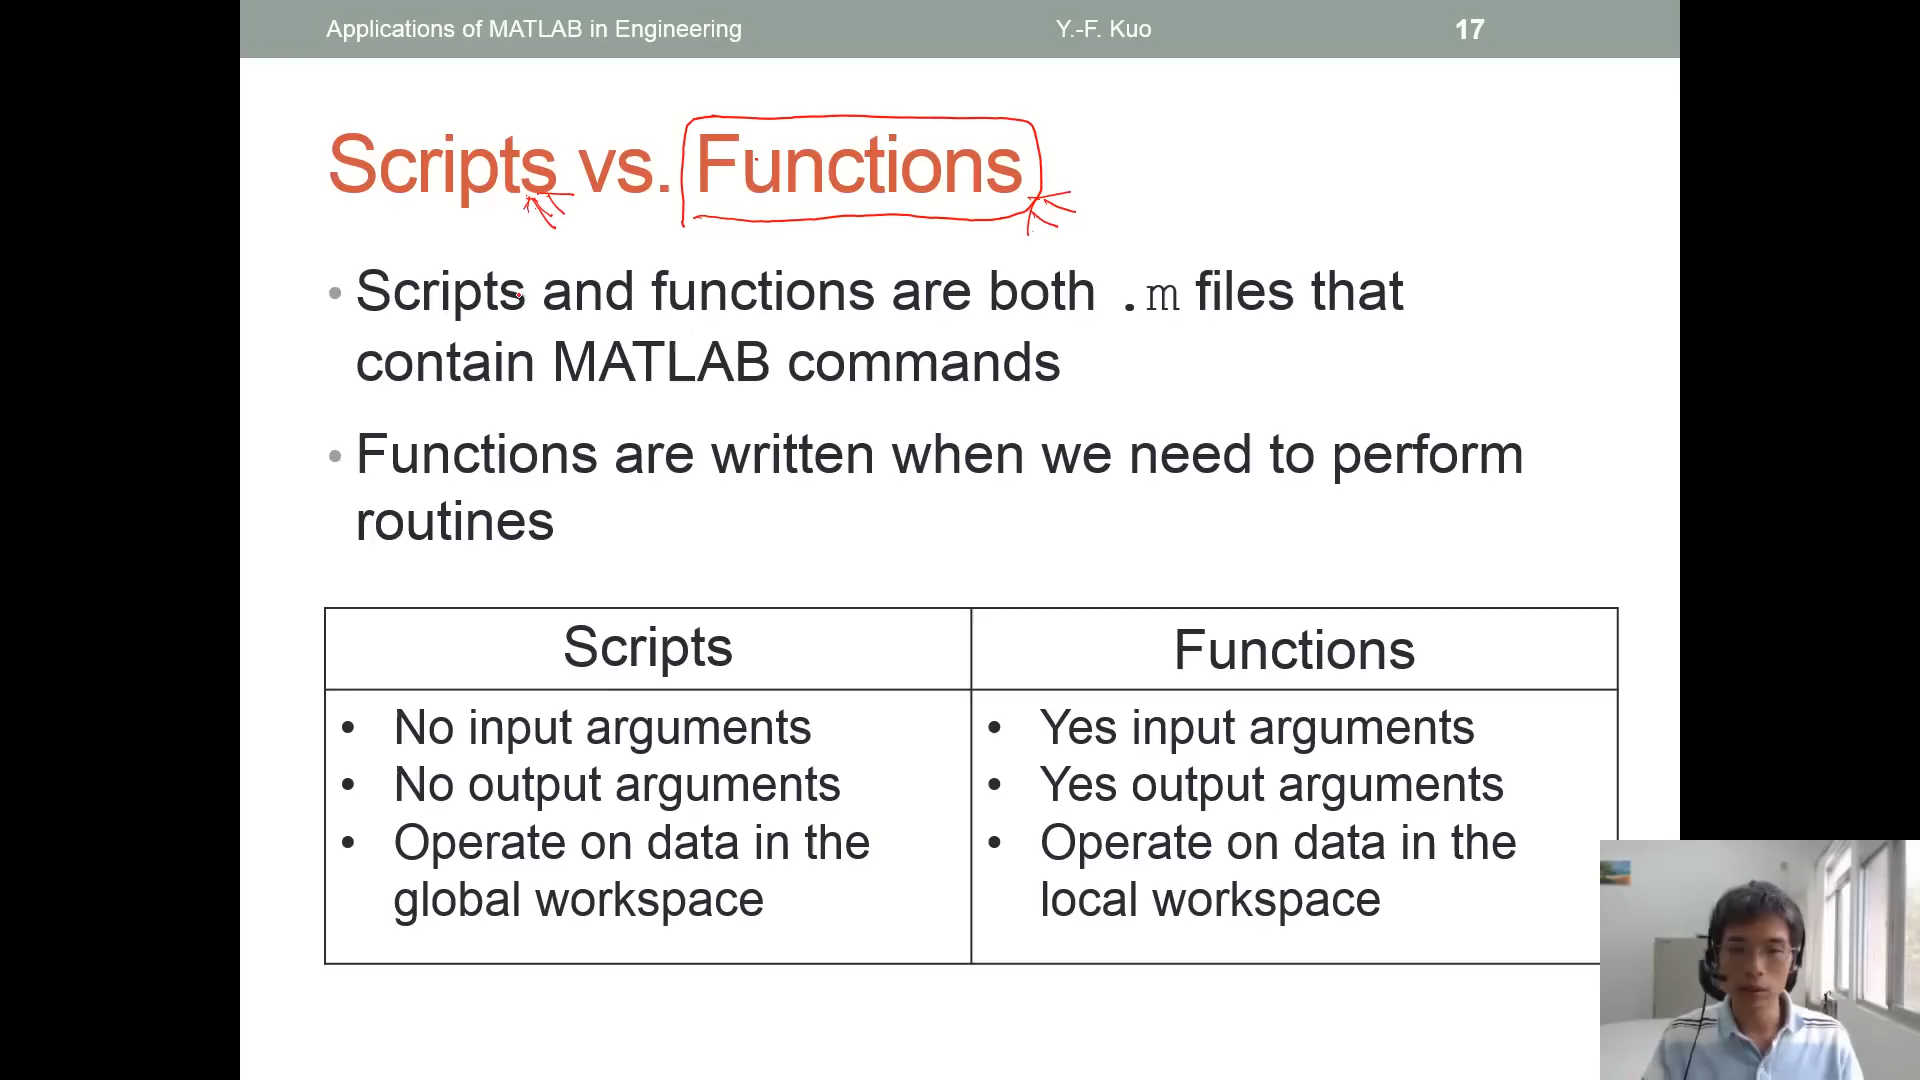 Applications of MATLAB in Engineering Y.-F. Kuo 17
Scripts vs. Functions
• Scripts and functions are both .m files that
contain MATLAB commands
• Functions are written when we need to perform
routines
Scripts
• No input arguments
• No output arguments
• Operate on data in the
global workspace
Functions
• Yes input arguments
• Yes output arguments
• Operate on data in the
local workspace